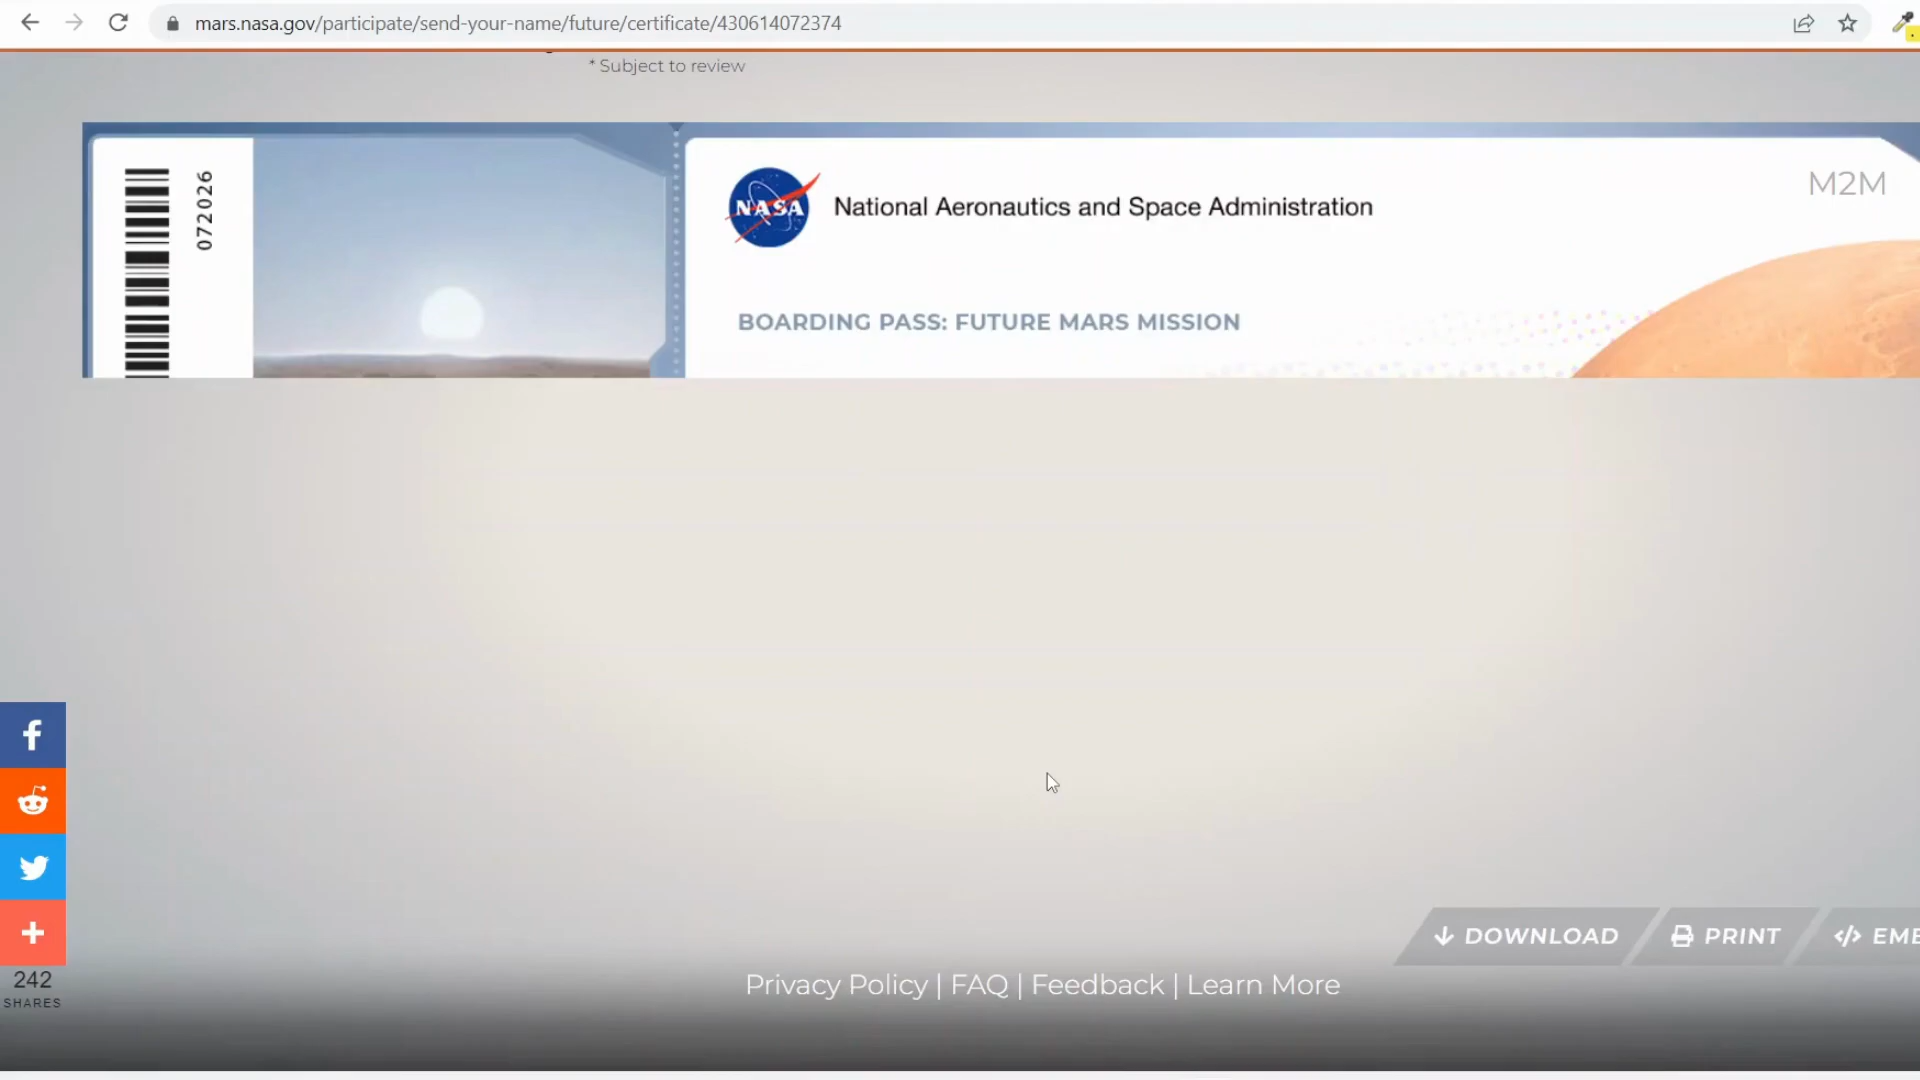 mars.nasa.gov/participate/send-your-name/future/certificate/430614072374
* Subject to review
072026
NASA
National Aeronautics and Space Administration
M2M
BOARDING PASS: FUTURE MARS MISSION
242
SHARES
DOWNLOAD
PRINT
</> EME
Privacy Policy | FAQ | Feedback | Learn More